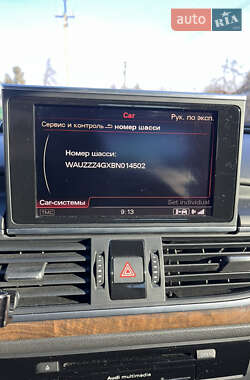 AUTO RIA
Car
Рук. по эксп.
Сервис и контроль номер шасси
Номер шасси:
WAUZZZ4GXBN014502
Car-системы
Set individual
TMC
9:13
Audi multimedia